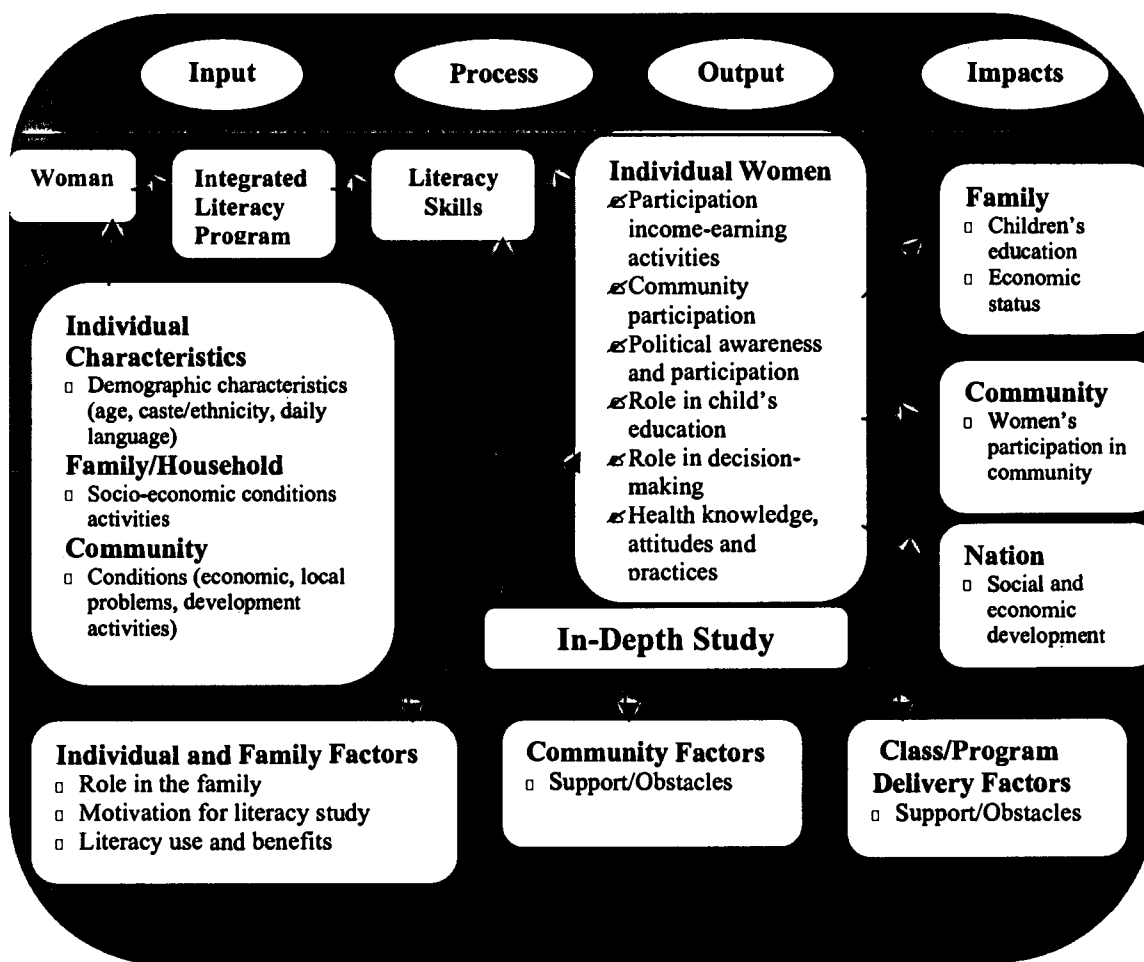 Input
Process
Output
Impacts
Woman
Integrated
Literacy
Program
Literacy
Skills
Individual Women
Participation
income-earning
activities
Community
participation
Political awareness
and participation
Role in child's
education
Role in decision-
making
Health knowledge,
attitudes and
practices
Family
Children's
education
Economic
status
Community
Women's
participation in
community
Nation
Social and
economic
development
Individual
Characteristics
Demographic characteristics
(age, caste/ethnicity, daily
language)
Family/Household
Socio-economic conditions
activities
Community
Conditions (economic, local
problems, development
activities)
In-Depth Study
Individual and Family Factors
Role in the family
Motivation for literacy study
Literacy use and benefits
Community Factors
Support/Obstacles
Class/Program
Delivery Factors
Support/Obstacles